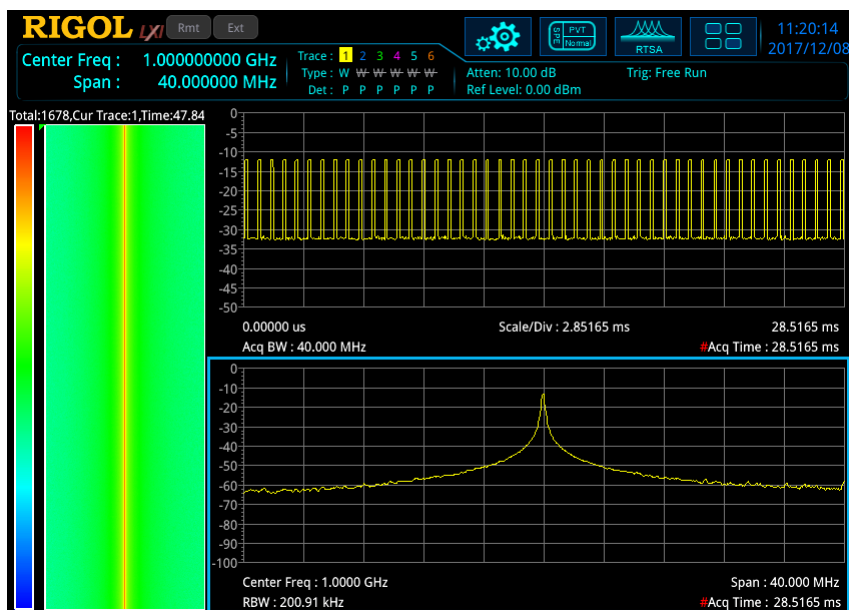 RIGOL LXI Rmt Ext
Center Freq : 1.000000000 GHz
Span : 40.000000 MHz
Trace : 1 2 3 4 5 6
Type : W W W W W W
Det : P P P P P P
SPE PVT Normal
RTSA
11:20:14
2017/12/08
Atten: 10.00 dB
Trig: Free Run
Ref Level: 0.00 dBm
Total:1678,Cur Trace:1,Time:47.84
0
-5
-10
-15
-20
-25
-30
-35
-40
-45
-50
0.00000 us
Scale/Div : 2.85165 ms
28.5165 ms
Acq BW : 40.000 MHz
#Acq Time : 28.5165 ms
0
-10
-20
-30
-40
-50
-60
-70
-80
-90
-100
Center Freq : 1.0000 GHz
Span : 40.000 MHz
RBW : 200.91 kHz
#Acq Time : 28.5165 ms